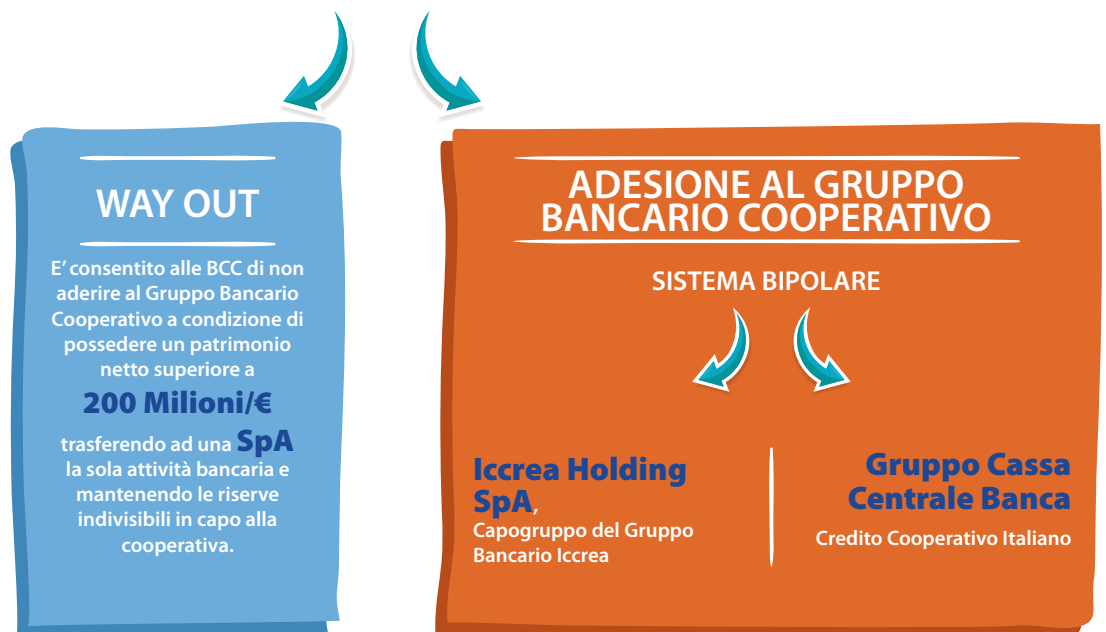 WAY OUT
E' consentito alle BCC di non
aderire al Gruppo Bancario
Cooperativo a condizione di
possedere un patrimonio
netto superiore a
200 Milioni/€
trasferendo ad una SpA
la sola attività bancaria e
mantenendo le riserve
indivisibili in capo alla
cooperativa.
ADESIONE AL GRUPPO
BANCARIO COOPERATIVO
SISTEMA BIPOLARE
Iccrea Holding
SpA,
Capogruppo del Gruppo
Bancario Iccrea
Gruppo Cassa
Centrale Banca
Credito Cooperativo Italiano